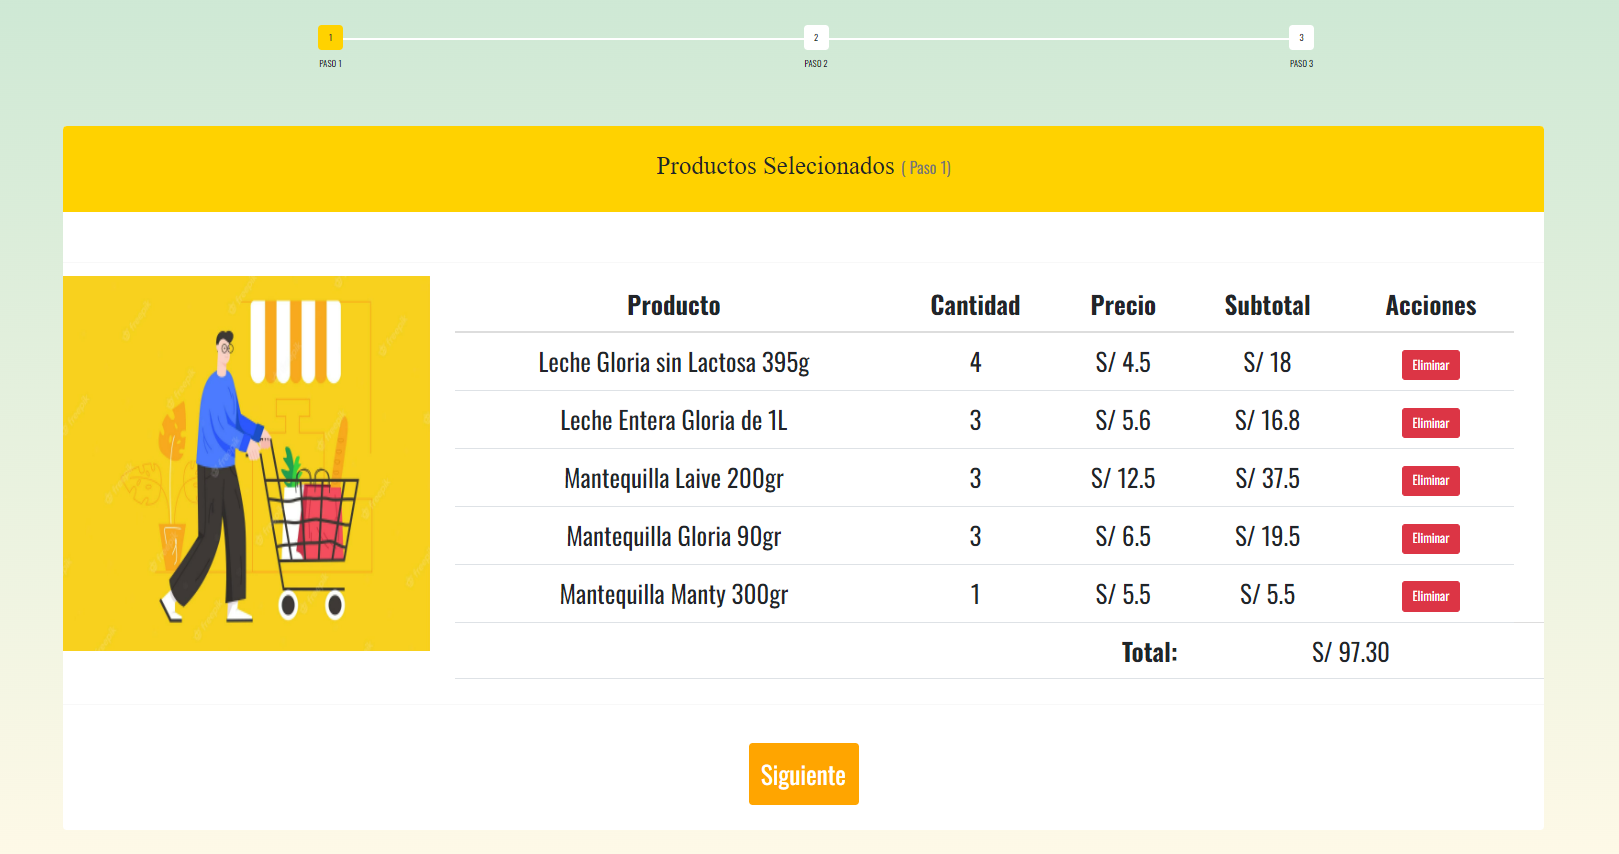 1 2 3
PASO 1 PASO 2 PASO 3
Productos Selecionados ( Paso 1)
Producto Cantidad Precio Subtotal Acciones
Leche Gloria sin Lactosa 395g 4 S/ 4.5 S/ 18 Eliminar
Leche Entera Gloria de 1L 3 S/ 5.6 S/ 16.8 Eliminar
Mantequilla Laive 200gr 3 S/ 12.5 S/ 37.5 Eliminar
Mantequilla Gloria 90gr 3 S/ 6.5 S/ 19.5 Eliminar
Mantequilla Manty 300gr 1 S/ 5.5 S/ 5.5 Eliminar
Total: S/ 97.30
Siguiente